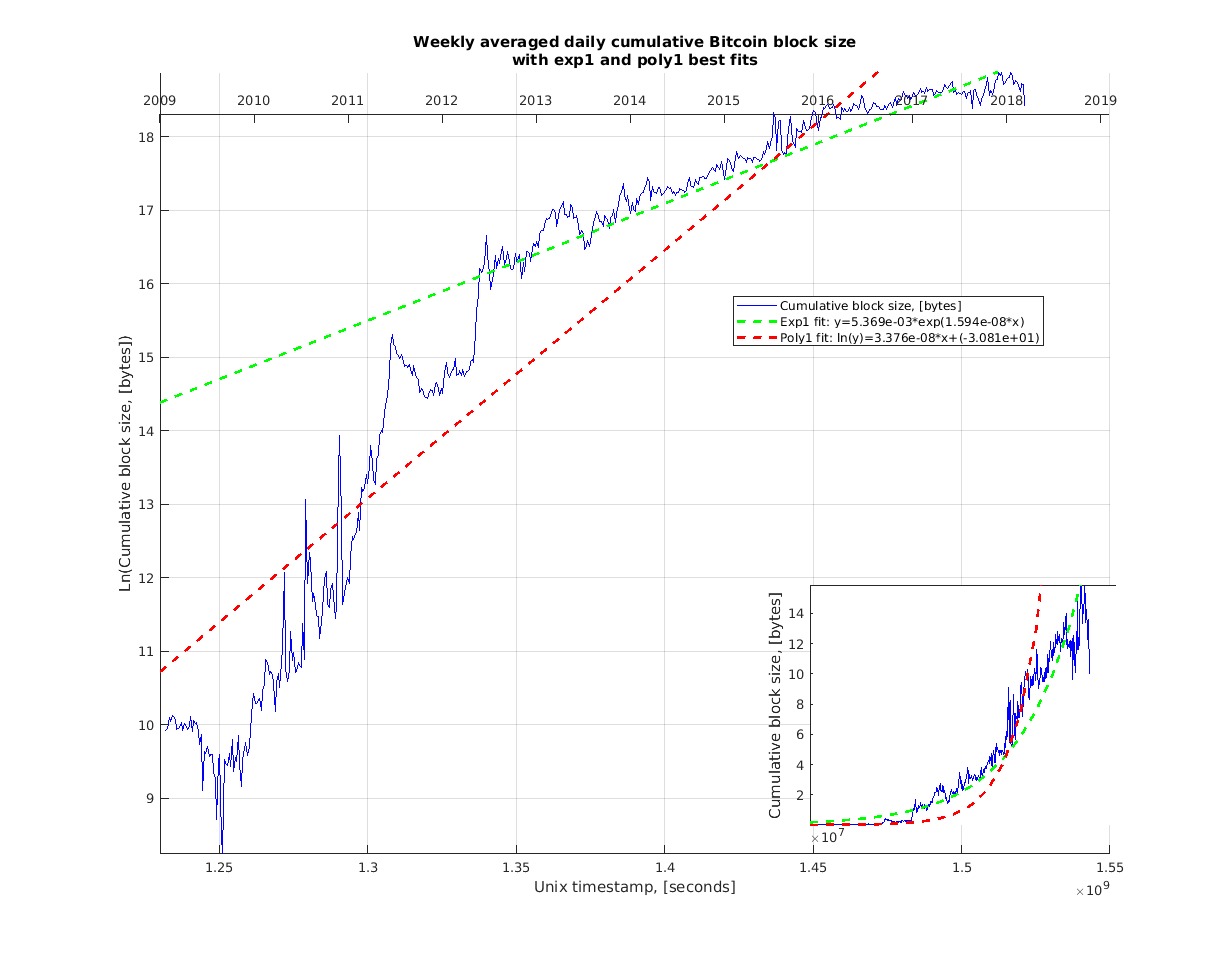 Weekly averaged daily cumulative Bitcoin block size
with exp1 and poly1 best fits
2009 2010 2011 2012 2013 2014 2015 2016 2017 2018 2019
18
17
16
15
14
13
12
11
10
9
Ln(Cumulative block size, [bytes])
Cumulative block size, [bytes]
Exp1 fit: y=5.369e-03*exp(1.594e-08*x)
Poly1 fit: ln(y)=3.376e-08*x+(-3.081e+01)
Cumulative block size, [bytes]
14
12
10
8
6
4
2
×10^7
1.25 1.3 1.35 1.4 1.45 1.5 1.55
Unix timestamp, [seconds]
×10^9